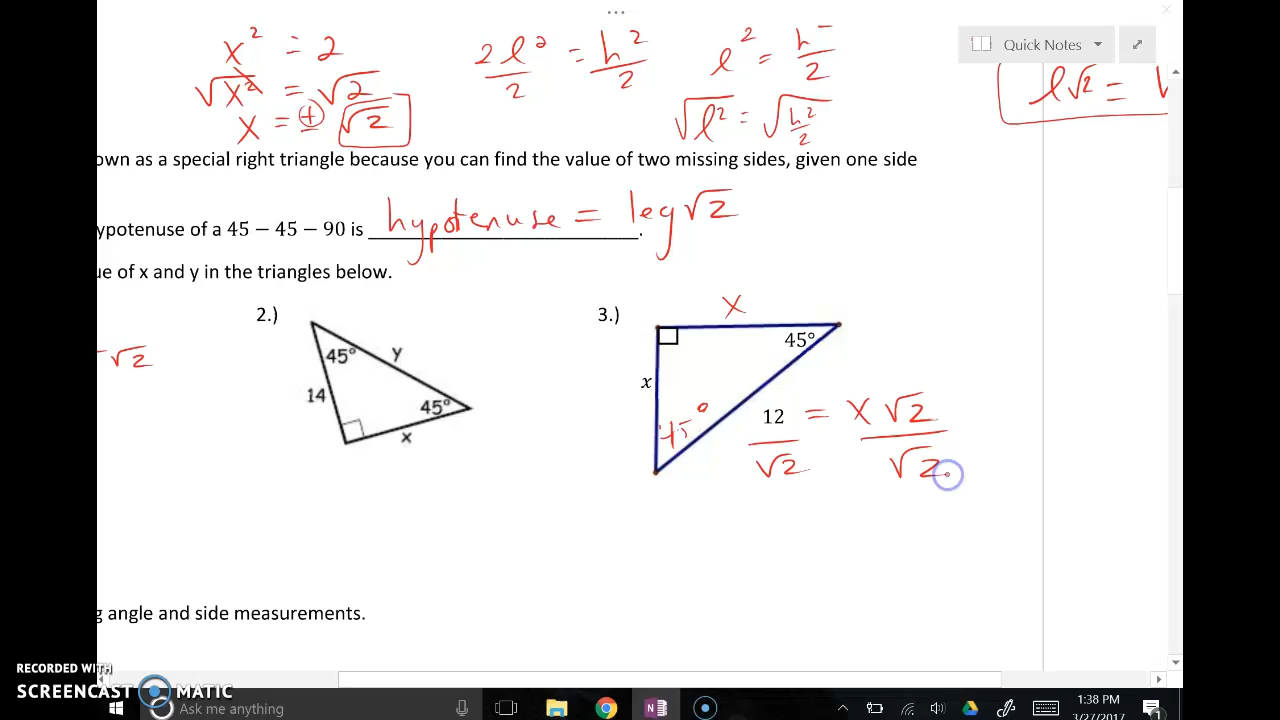 x² = 2
2l² = h²
2 2
l² = h
2
Quick Notes
√x² = √2
x = ± √2
√l² = √h²
2
l√2 =
own as a special right triangle because you can find the value of two missing sides, given one side
ypotenuse of a 45 − 45 − 90 is hypotenuse = leg√2.
ue of x and y in the triangles below.
2.)
3.)
√2
45°
y
14
45°
x
x
45°
x
45°
12 = x√2
√2 √2
g angle and side measurements.
RECORDED WITH
SCREENCAST MATIC
Ask me anything
1:38 PM
3/27/2017